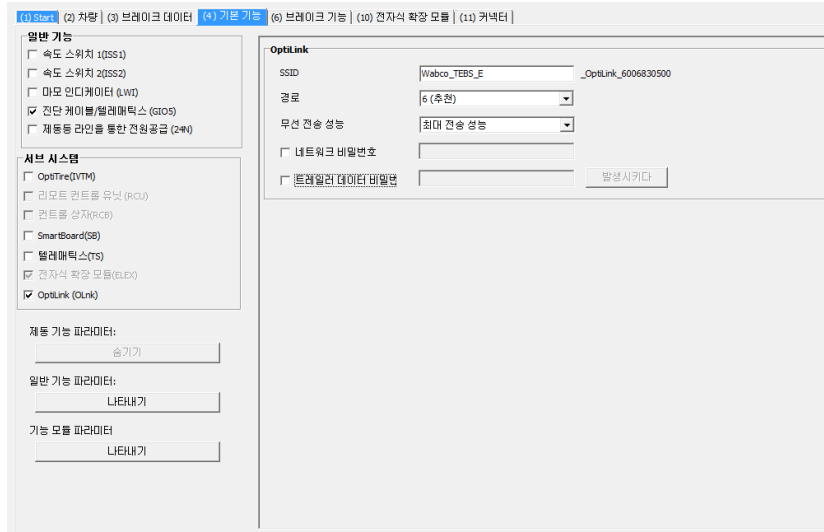 (1) Start (2) 차량 (3) 브레이크 데이터 (4) 기본 기능 (6) 브레이크 기능 (10) 전자식 확장 모듈 (11) 커넥터
일반 기능
속도 스위치 1(ISS1)
속도 스위치 2(ISS2)
마모 인디케이터 (LWI)
진단 케이블/텔레매틱스 (GIO5)
제동등 라인을 통한 전원공급 (24N)
서브 시스템
OptiTire(IVTM)
리모트 컨트롤 유닛 (RCU)
컨트롤 상자(RCB)
SmartBoard(SB)
텔레매틱스(TS)
전자식 확장 모듈(ELEX)
OptiLink (OLnk)
제동 기능 파라미터:
숨기기
일반 기능 파라미터:
나타내기
기능 모듈 파라미터
나타내기
OptiLink
SSID Wabco_TEBS_E _OptiLink_6006830500
경로 6 (추천)
무선 전송 성능 최대 전송 성능
네트워크 비밀번호
트레일러 데이터 비밀번 발생시키다